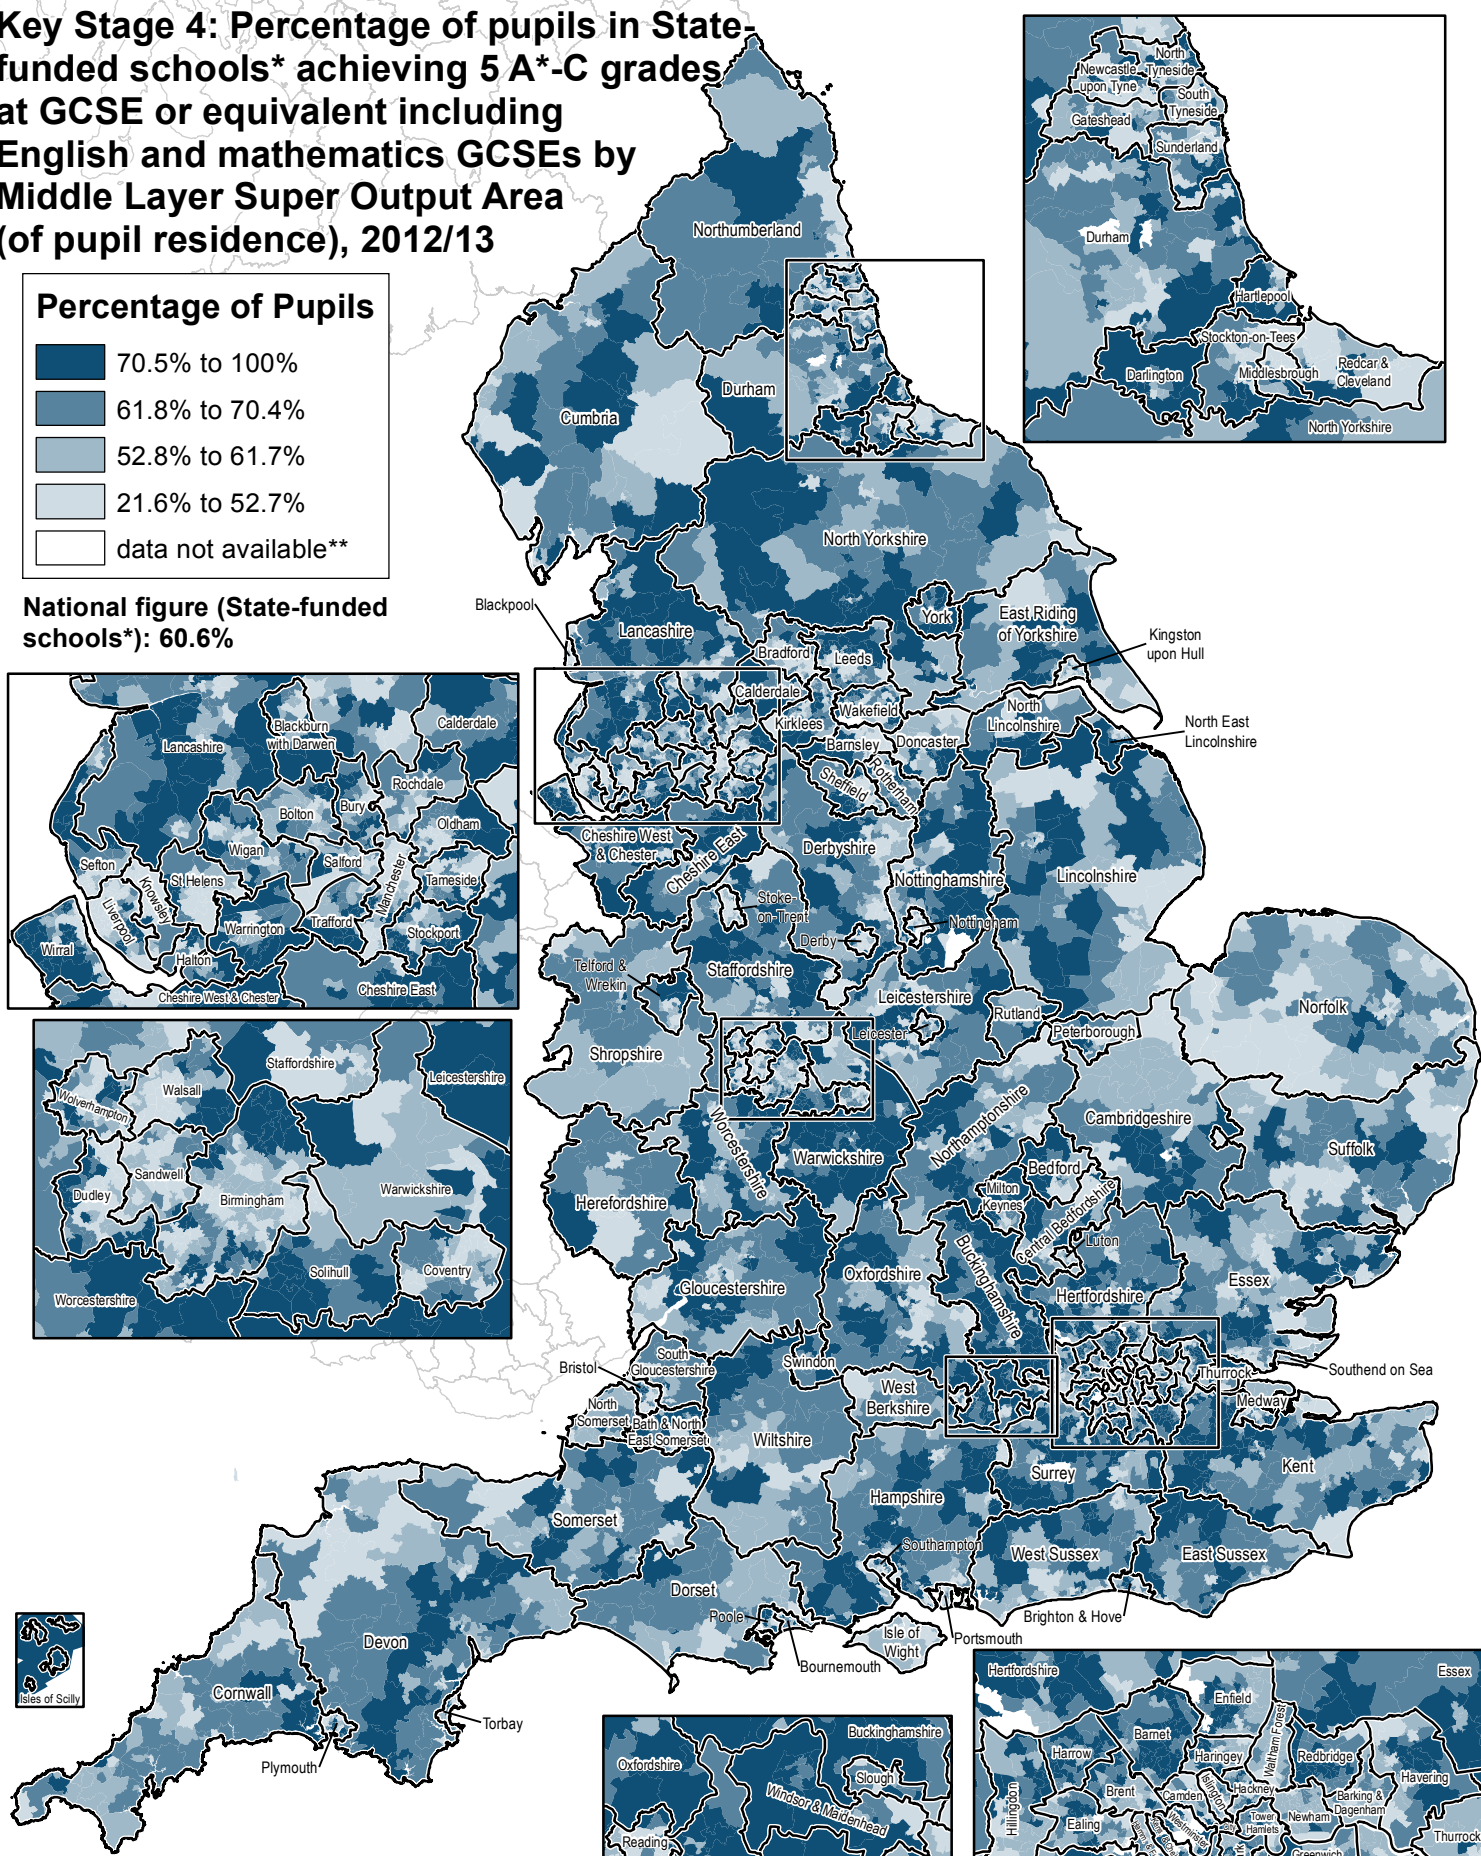 Key Stage 4: Percentage of pupils in State-
funded schools* achieving 5 A*-C grades
at GCSE or equivalent including
English and mathematics GCSEs by
Middle Layer Super Output Area
(of pupil residence), 2012/13
Percentage of Pupils
70.5% to 100%
61.8% to 70.4%
52.8% to 61.7%
21.6% to 52.7%
data not available**
National figure (State-funded
schools*): 60.6%
North
Tyneside
Newcastle
upon Tyne
South
Tyneside
Gateshead
Sunderland
Durham
Hartlepool
Stockton-on-Tees
Darlington
Middlesbrough
Redcar &
Cleveland
North Yorkshire
Northumberland
Cumbria
Durham
North Yorkshire
Blackpool
Lancashire
York
East Riding
of Yorkshire
Kingston
upon Hull
Bradford
Leeds
Calderdale
Kirklees
Wakefield
North
Lincolnshire
North East
Lincolnshire
Barnsley
Doncaster
Sheffield
Rotherham
Cheshire West
& Chester
Cheshire East
Derbyshire
Nottinghamshire
Lincolnshire
Stoke-
on-Trent
Derby
Nottingham
Telford &
Wrekin
Staffordshire
Leicestershire
Rutland
Peterborough
Norfolk
Leicester
Shropshire
Worcestershire
Warwickshire
Northamptonshire
Cambridgeshire
Suffolk
Herefordshire
Bedford
Milton
Keynes
Central Bedfordshire
Luton
Buckinghamshire
Gloucestershire
Oxfordshire
Hertfordshire
Essex
South
Gloucestershire
Bristol
Swindon
Southend on Sea
Thurrock
North
Somerset
Bath & North
East Somerset
West
Berkshire
Medway
Wiltshire
Surrey
Kent
Hampshire
Somerset
Southampton
West Sussex
East Sussex
Dorset
Poole
Brighton & Hove
Isle of
Wight
Portsmouth
Bournemouth
Devon
Cornwall
Torbay
Plymouth
Isles of Scilly
Lancashire
Blackburn
with Darwen
Calderdale
Rochdale
Bolton
Bury
Oldham
Wigan
Salford
Sefton
St.Helens
Knowsley
Liverpool
Manchester
Tameside
Trafford
Warrington
Stockport
Wirral
Halton
Cheshire West & Chester
Cheshire East
Staffordshire
Leicestershire
Walsall
Wolverhampton
Sandwell
Dudley
Birmingham
Warwickshire
Solihull
Coventry
Worcestershire
Buckinghamshire
Oxfordshire
Slough
Windsor & Maidenhead
Reading
Hertfordshire
Essex
Enfield
Barnet
Harrow
Haringey
Waltham Forest
Redbridge
Havering
Hillingdon
Brent
Camden
Islington
Hackney
Barking &
Dagenham
Ealing
Westminster
Tower
Hamlets
Newham
Thurrock
Greenwich